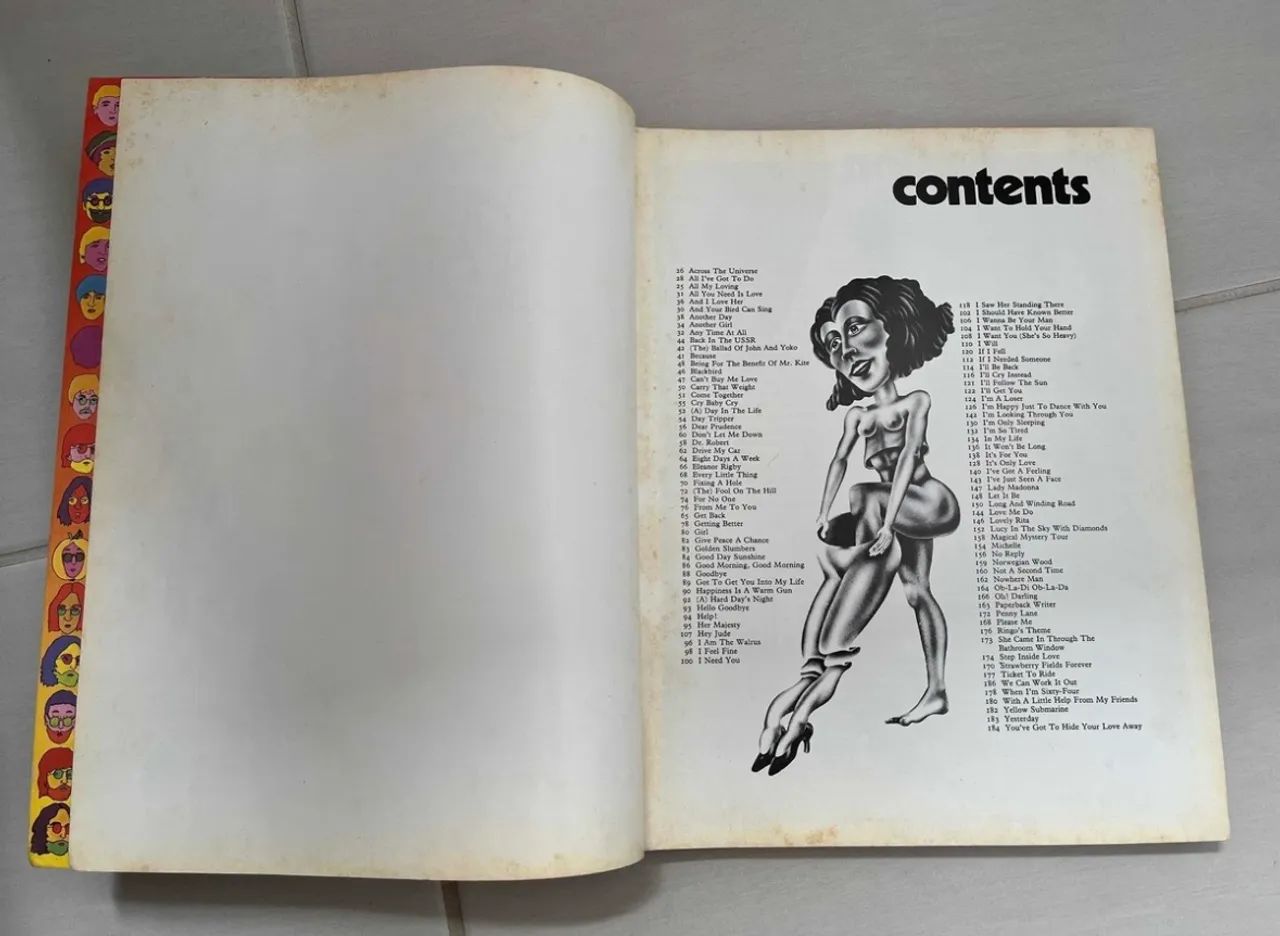 contents
26 Across The Universe
28 All I've Got To Do
25 All My Loving
31 All You Need Is Love
36 And I Love Her
30 And Your Bird Can Sing
38 Another Day
34 Another Girl
32 Any Time At All
44 Back In The USSR
42 (The) Ballad Of John And Yoko
41 Because
48 Being For The Benefit Of Mr. Kite
46 Blackbird
47 Can't Buy Me Love
50 Carry That Weight
51 Come Together
55 Cry Baby Cry
52 (A) Day In The Life
54 Day Tripper
56 Dear Prudence
60 Don't Let Me Down
58 Dr. Robert
62 Drive My Car
64 Eight Days A Week
66 Eleanor Rigby
68 Every Little Thing
70 Fixing A Hole
72 (The) Fool On The Hill
74 For No One
76 From Me To You
65 Get Back
78 Getting Better
80 Girl
82 Give Peace A Chance
83 Golden Slumbers
84 Good Day Sunshine
86 Good Morning, Good Morning
88 Goodbye
89 Got To Get You Into My Life
90 Happiness Is A Warm Gun
92 (A) Hard Day's Night
93 Hello Goodbye
94 Help!
95 Her Majesty
107 Hey Jude
96 I Am The Walrus
98 I Feel Fine
100 I Need You
118 I Saw Her Standing There
102 I Should Have Known Better
106 I Wanna Be Your Man
104 I Want To Hold Your Hand
108 I Want You (She's So Heavy)
110 I Will
120 If I Fell
112 If I Needed Someone
114 I'll Be Back
116 I'll Cry Instead
121 I'll Follow The Sun
122 I'll Get You
124 I'm A Loser
126 I'm Happy Just To Dance With You
142 I'm Looking Through You
130 I'm Only Sleeping
132 I'm So Tired
134 In My Life
136 It Won't Be Long
138 It's For You
128 It's Only Love
140 I've Got A Feeling
143 I've Just Seen A Face
147 Lady Madonna
148 Let It Be
150 Long And Winding Road
144 Love Me Do
146 Lovely Rita
152 Lucy In The Sky With Diamonds
158 Magical Mystery Tour
154 Michelle
156 No Reply
159 Norwegian Wood
160 Not A Second Time
162 Nowhere Man
164 Ob-La-Di Ob-La-Da
166 Oh! Darling
163 Paperback Writer
172 Penny Lane
168 Please Me
176 Ringo's Theme
173 She Came In Through The
Bathroom Window
174 Step Inside Love
170 Strawberry Fields Forever
177 Ticket To Ride
186 We Can Work It Out
178 When I'm Sixty-Four
180 With A Little Help From My Friends
182 Yellow Submarine
183 Yesterday
184 You've Got To Hide Your Love Away